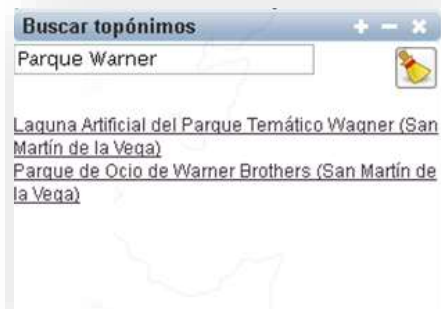 Buscar topónimos
Parque Warner
Laguna Artificial del Parque Temático Wagner (San
Martín de la Vega)
Parque de Ocio de Warner Brothers (San Martín de
la Vega)